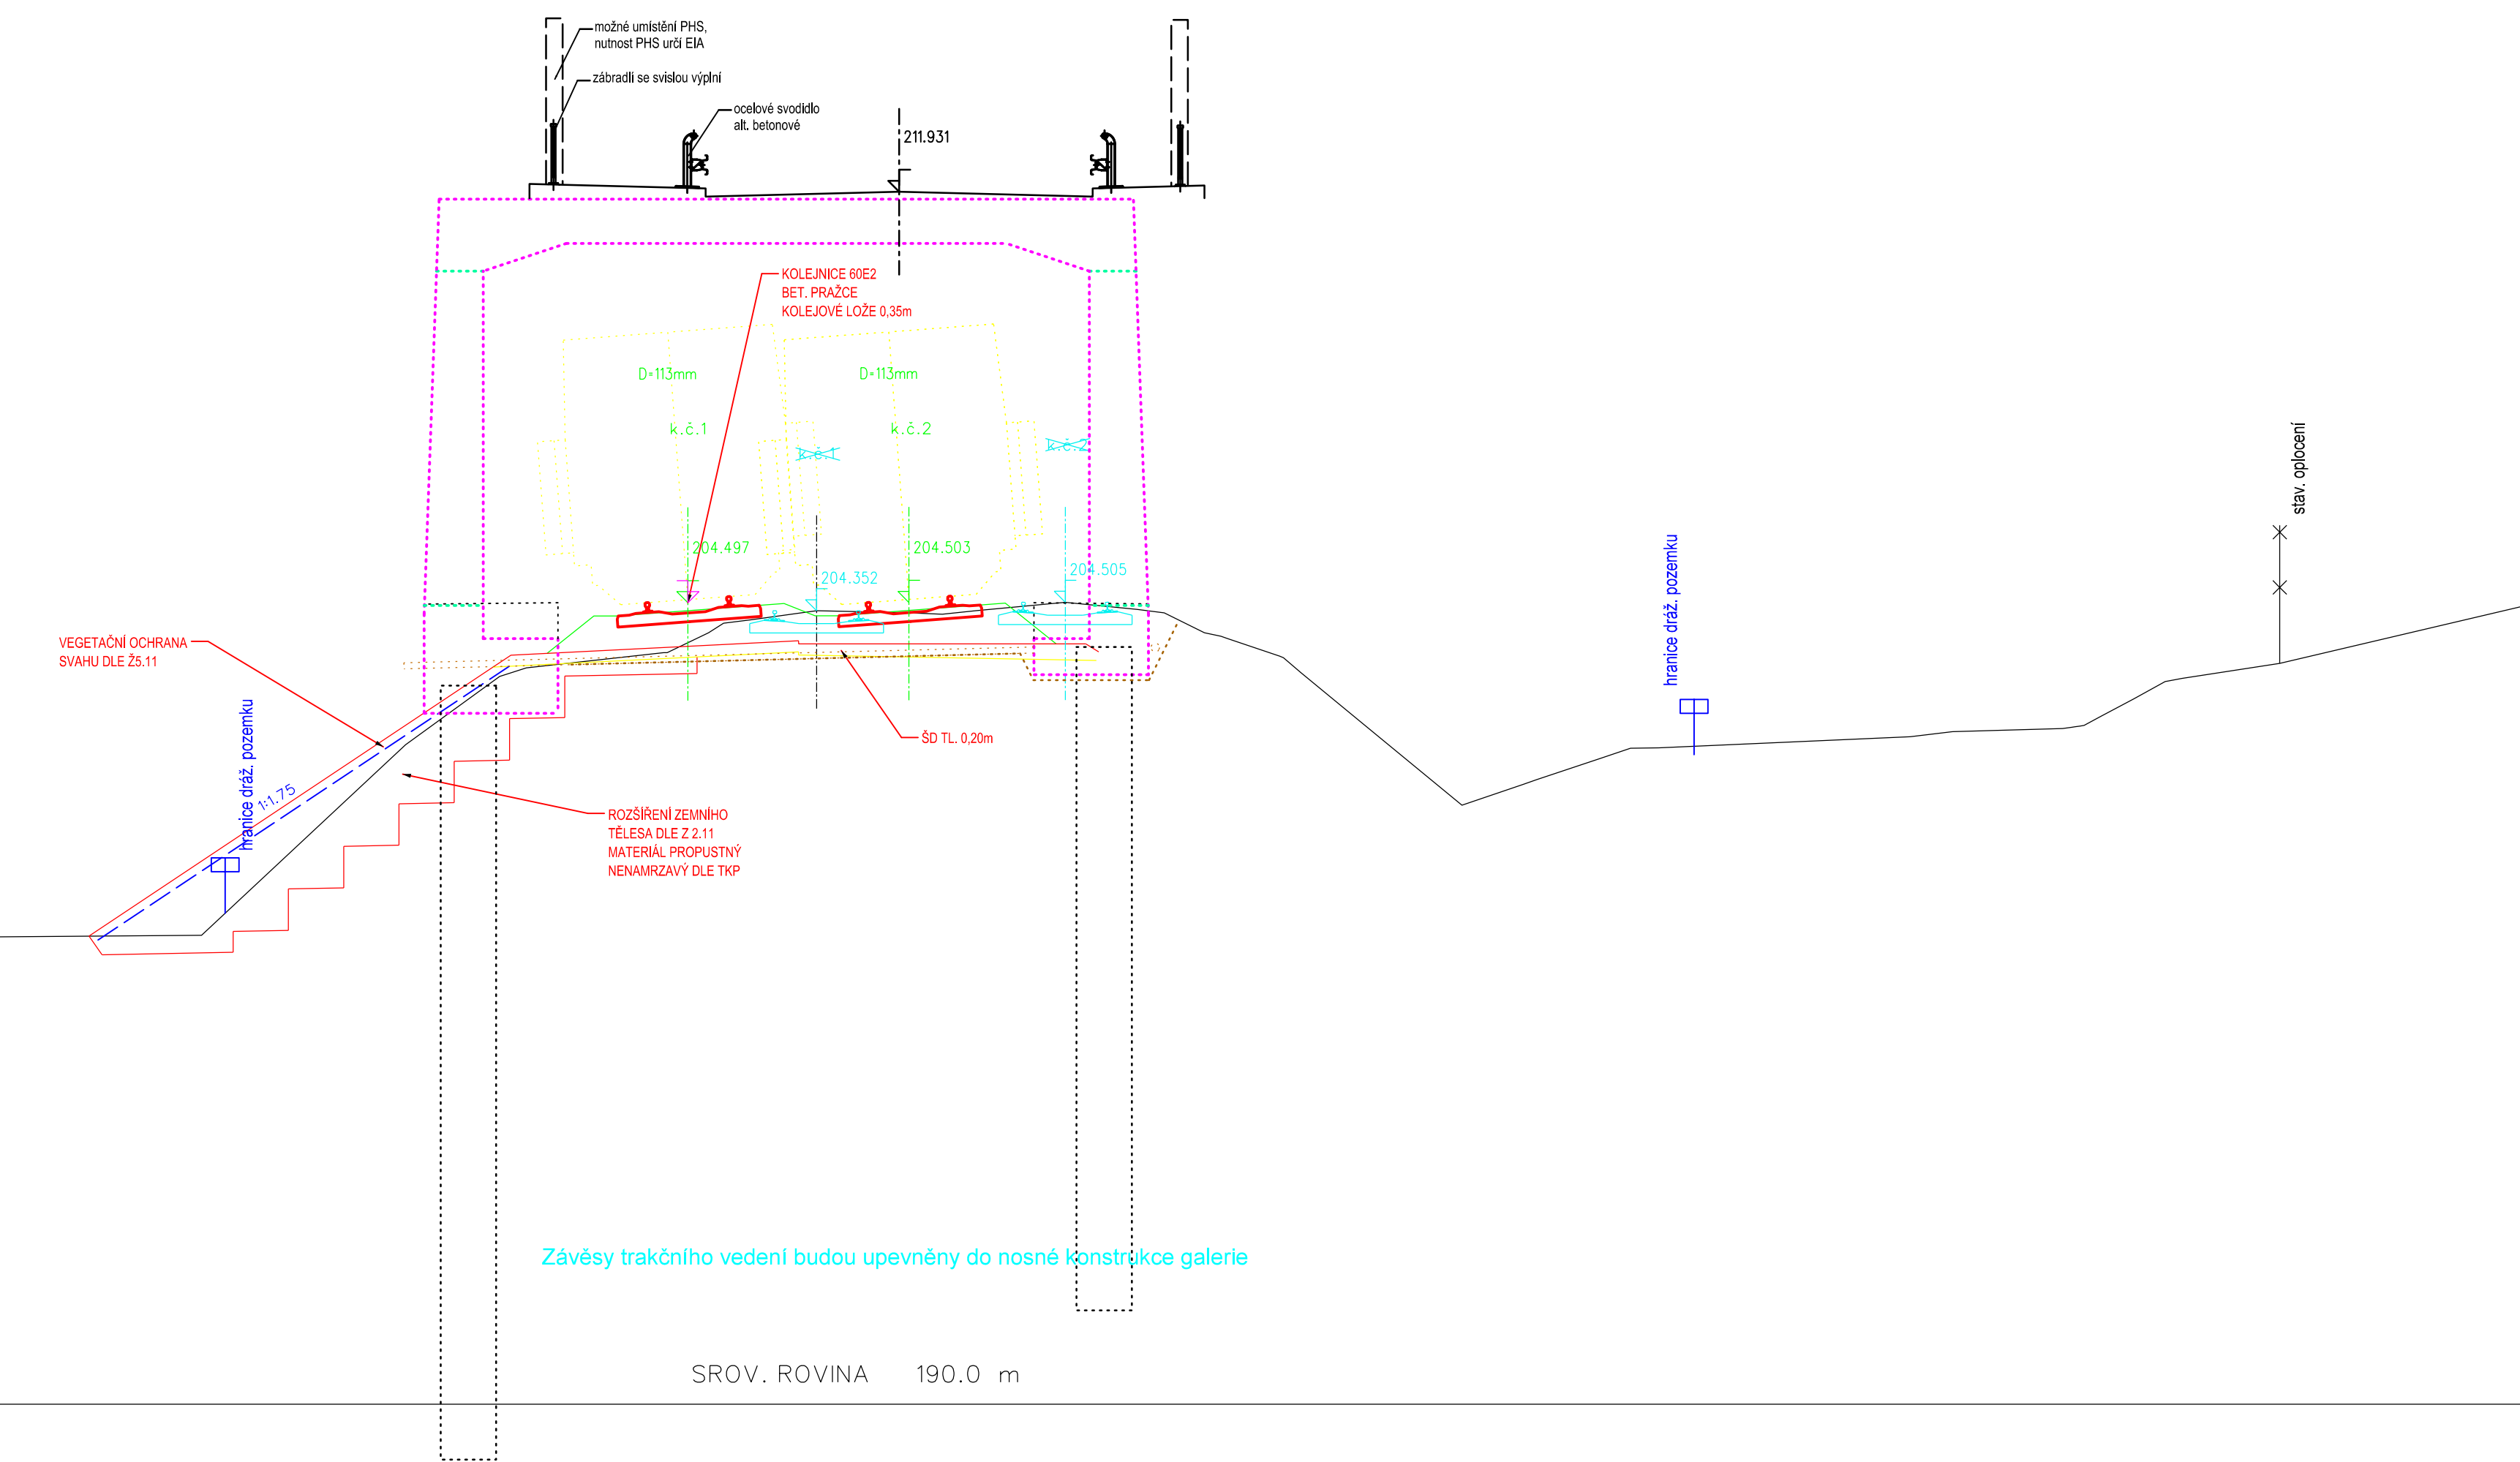 možné umístění PHS,
nutnost PHS určí EIA
zábradlí se svislou výplní
ocelové svodidlo
alt. betonové
211.931
KOLEJNICE 60E2
BET. PRAŽCE
KOLEJOVÉ LOŽE 0,35m
D=113mm
D=113mm
k.č.1
k.č.2
k.č.1
k.č.2
stav. oplocení
204.497
204.503
204.352
204.505
hranice dráž. pozemku
VEGETAČNÍ OCHRANA
SVAHU DLE Ž5.11
hranice dráž. pozemku
ŠD TL. 0,20m
1:1.75
ROZŠÍŘENÍ ZEMNÍHO
TĚLESA DLE Z 2.11
MATERIÁL PROPUSTNÝ
NENAMRZAVÝ DLE TKP
Závěsy trakčního vedení budou upevněny do nosné konstrukce galerie
SROV. ROVINA 190.0 m